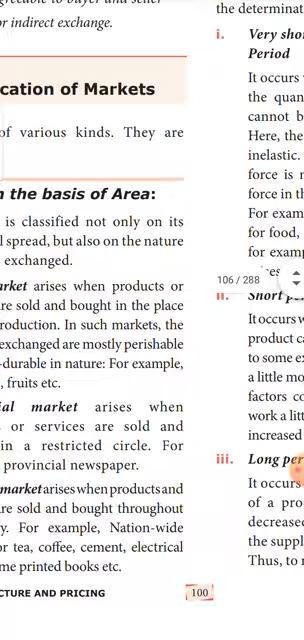 agreeable to buyer and seller
or indirect exchange.
cation of Markets
of various kinds. They are
n the basis of Area:
is classified not only on its
l spread, but also on the nature
exchanged.
arket arises when products or
are sold and bought in the place
roduction. In such markets, the
exchanged are mostly perishable
-durable in nature: For example,
, fruits etc.
ial market arises when
s or services are sold and
in a restricted circle. For
provincial newspaper.
market arises when products and
are sold and bought throughout
y. For example, Nation-wide
or tea, coffee, cement, electrical
me printed books etc.
CTURE AND PRICING
100
the determinat
i. Very shor
Period
It occurs
the quan
cannot b
Here, the
inelastic.
force is n
force in th
For exam
for food,
for examp
106 / 288
ii. Short pe
It occurs w
product ca
to some ex
a little mo
factors co
work a litt
increased
iii. Long per
It occurs
of a pro
decreased
the suppl
Thus, to m